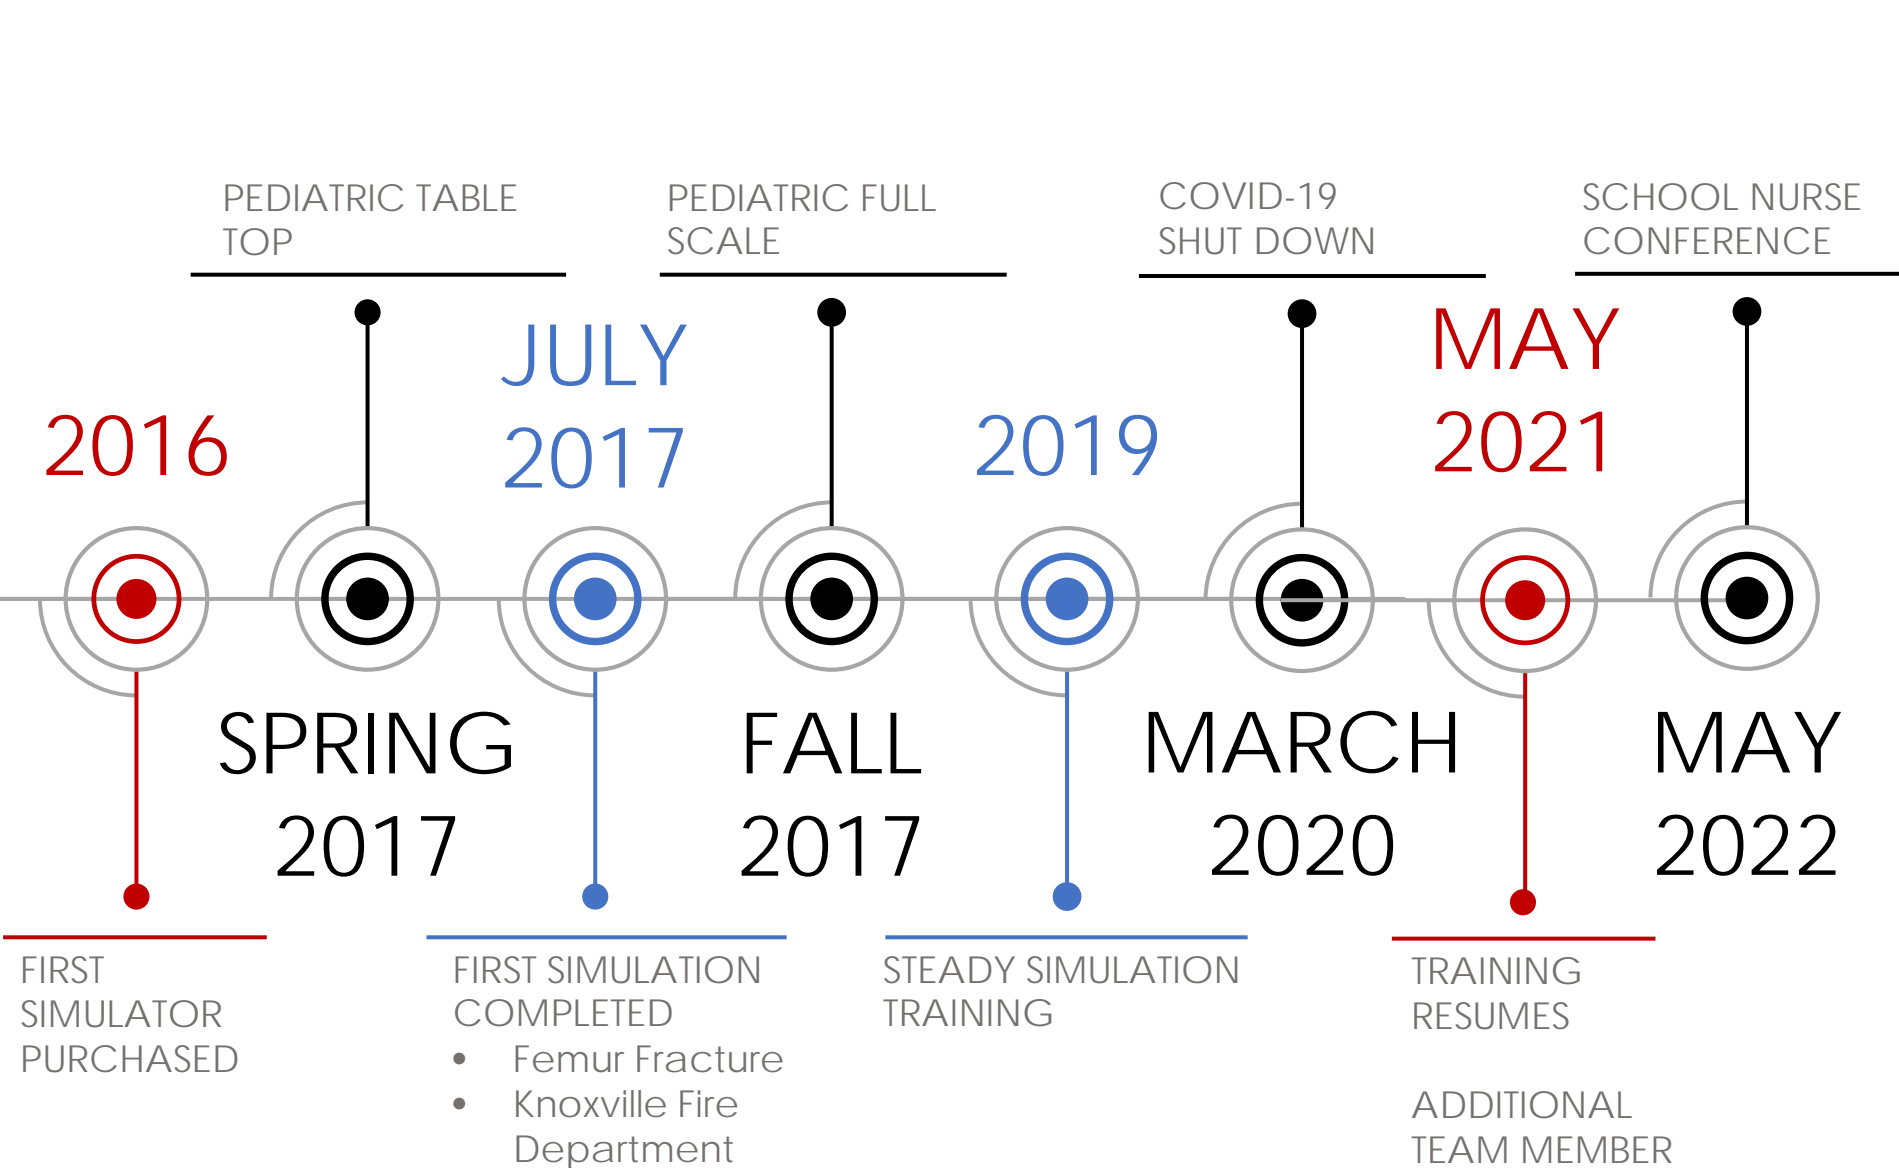 PEDIATRIC TABLE
TOP
PEDIATRIC FULL
SCALE
COVID-19
SHUT DOWN
SCHOOL NURSE
CONFERENCE
2016
JULY
2017
2019
MAY
2021
SPRING
2017
FALL
2017
MARCH
2020
MAY
2022
FIRST
SIMULATOR
PURCHASED
FIRST SIMULATION
COMPLETED
• Femur Fracture
• Knoxville Fire
Department
STEADY SIMULATION
TRAINING
TRAINING
RESUMES
ADDITIONAL
TEAM MEMBER